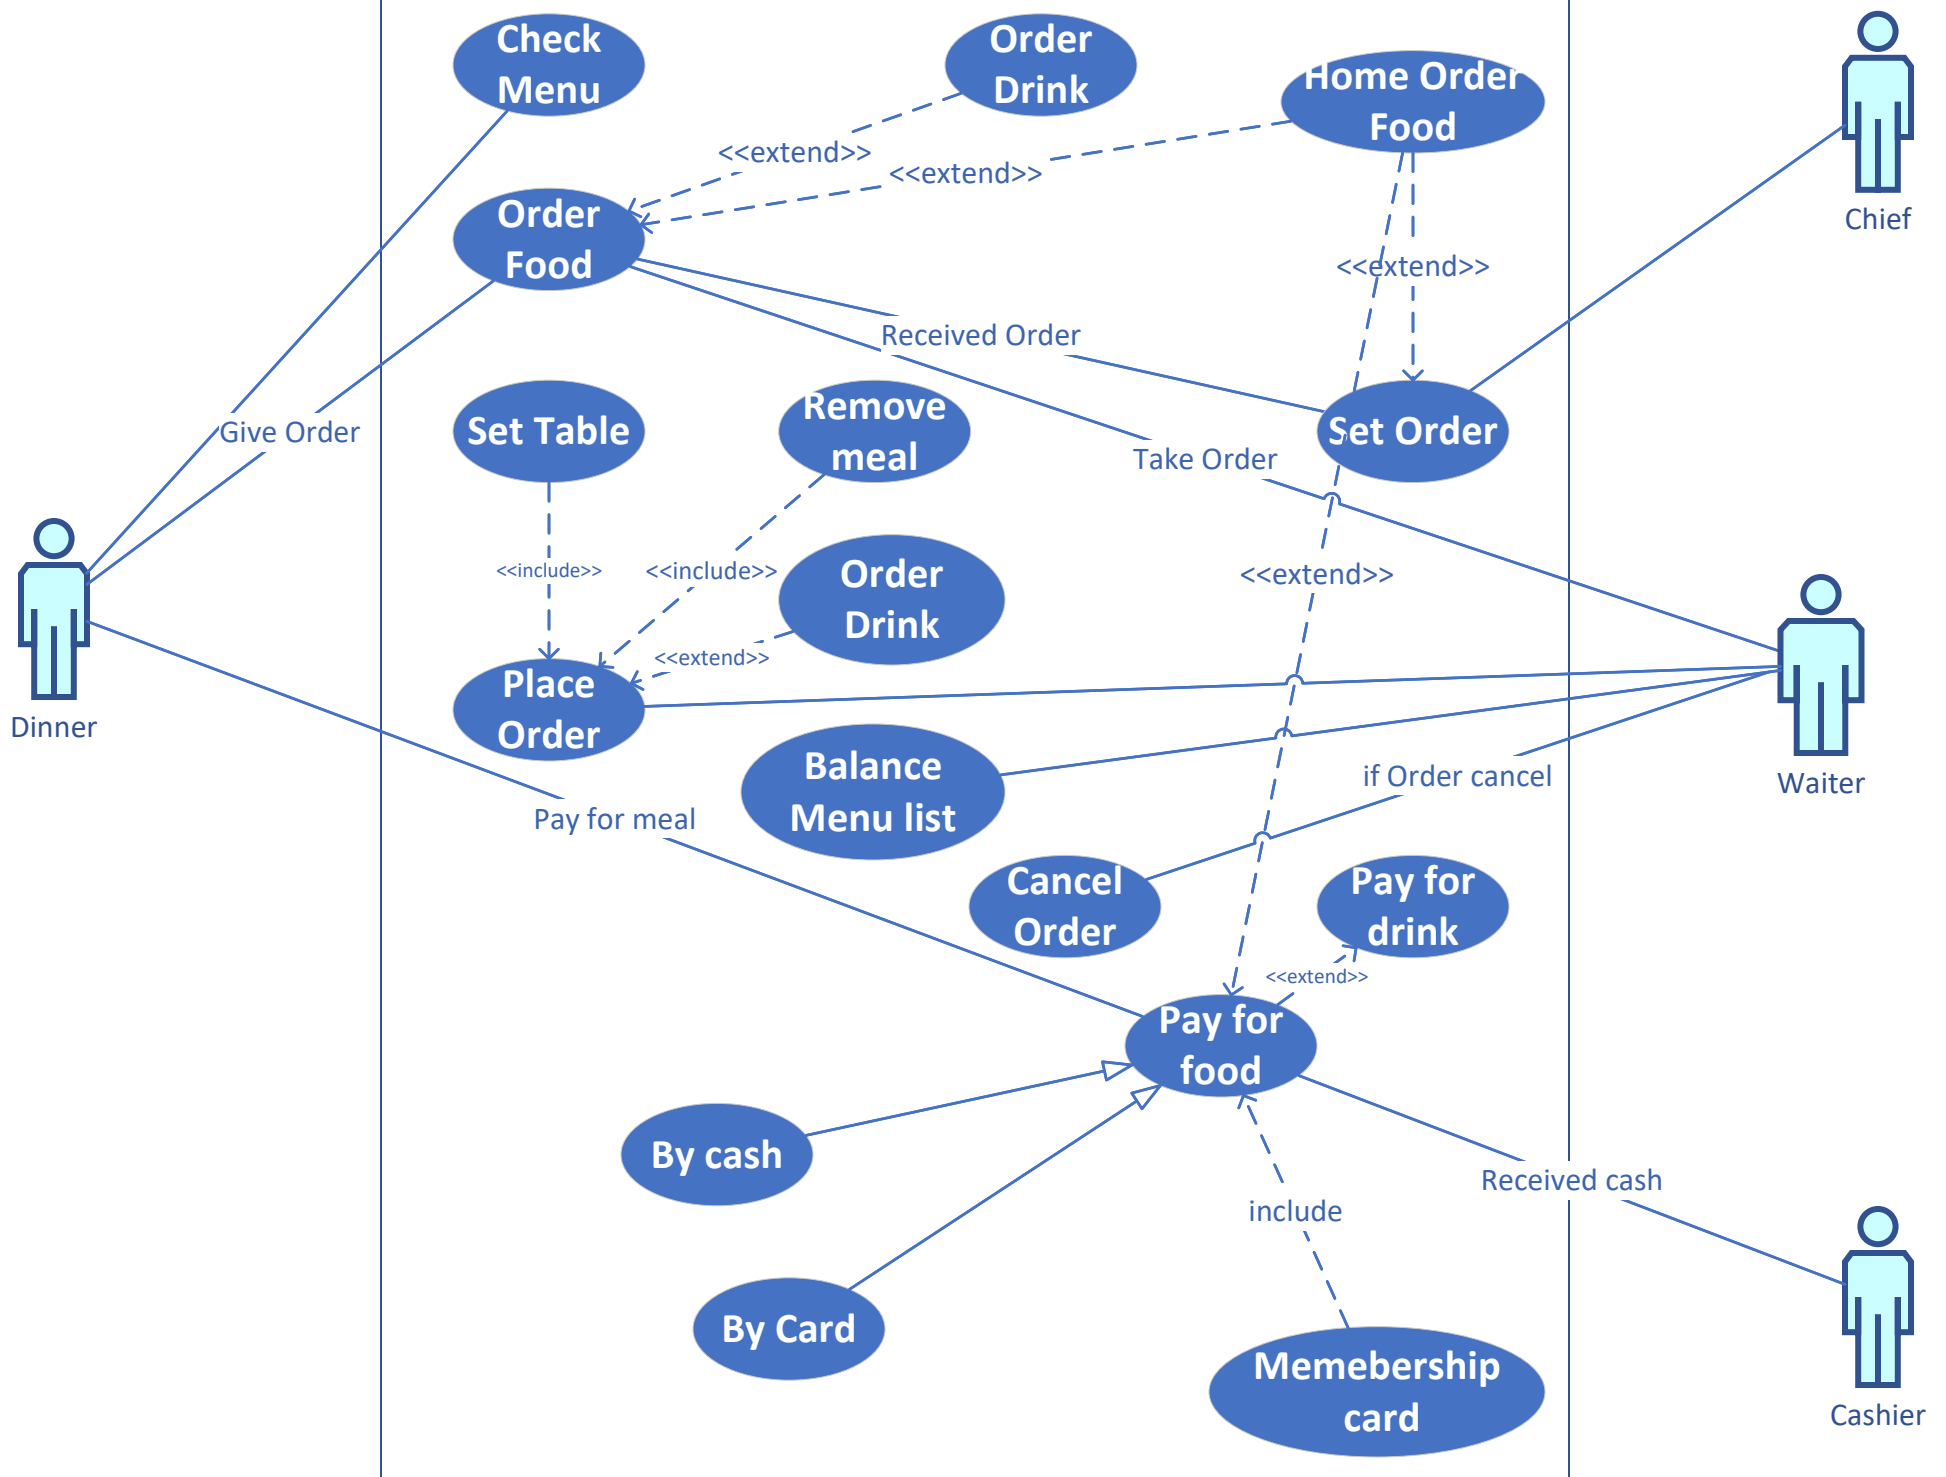 Check
Menu
Order
Drink
Home Order
Food
<<extend>>
<<extend>>
Chief
Order
Food
<<extend>>
Received Order
Give Order
Set Table
Remove
meal
Set Order
Take Order
<<include>>
<<include>>
Order
Drink
<<extend>>
<<extend>>
Place
Order
Dinner
Balance
Menu list
if Order cancel
Waiter
Pay for meal
Cancel
Order
Pay for
drink
<<extend>>
Pay for
food
By cash
Received cash
include
By Card
Memebership
card
Cashier